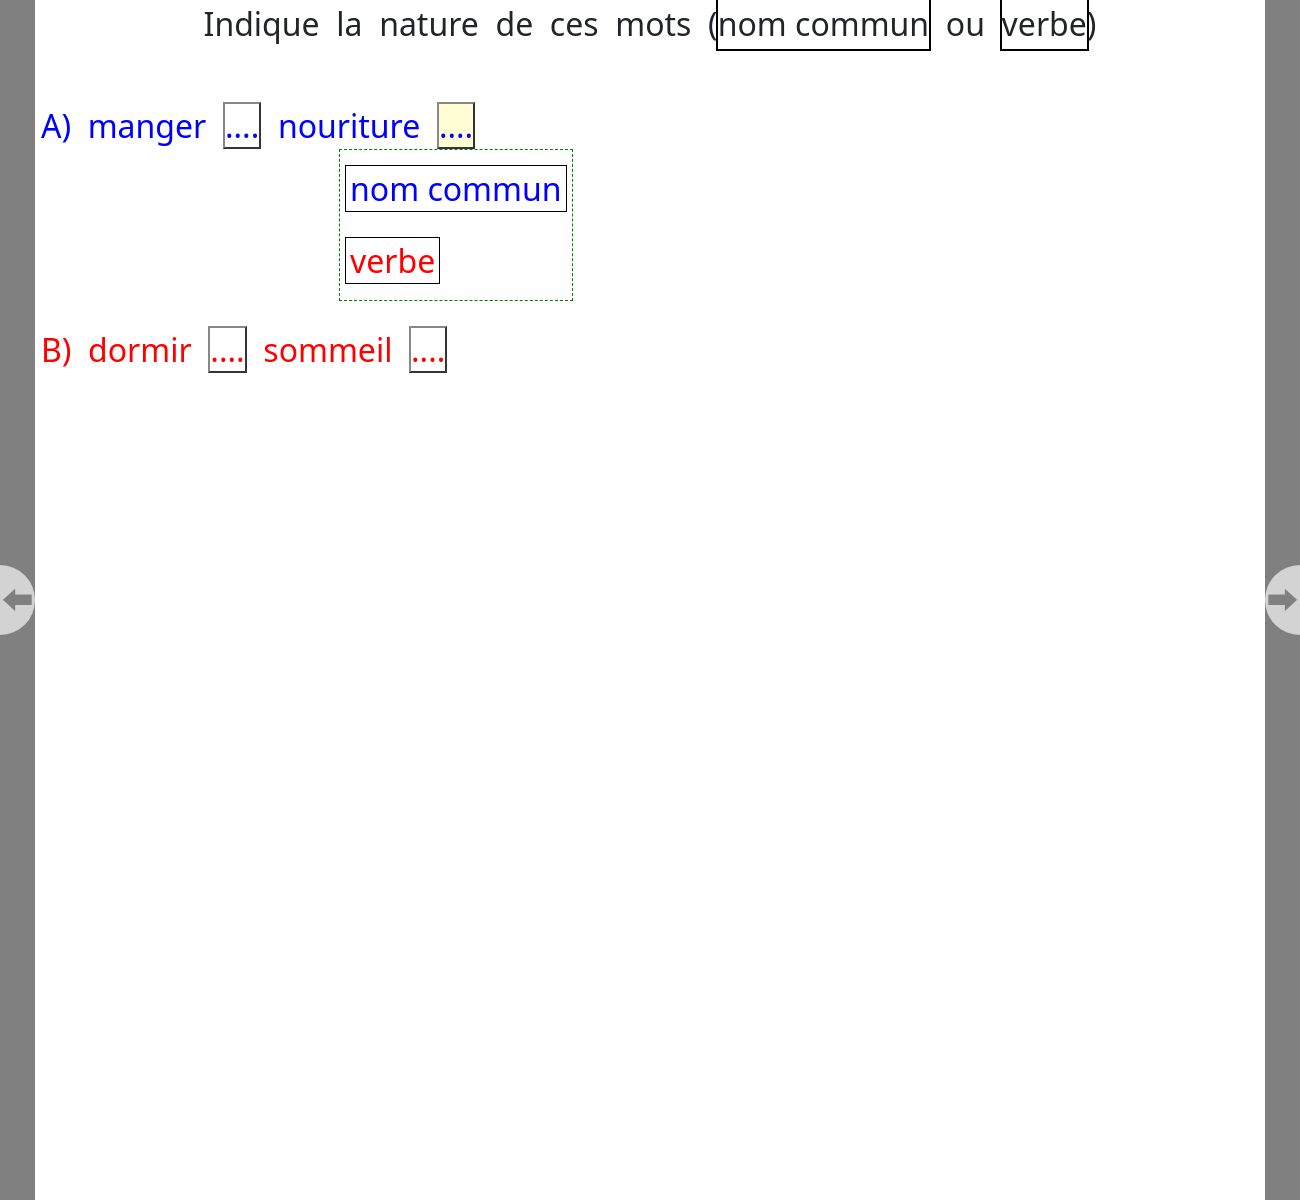 Indique la nature de ces mots (nom commun ou verbe)
A) manger .... nouriture ....
nom commun
verbe
B) dormir .... sommeil ....